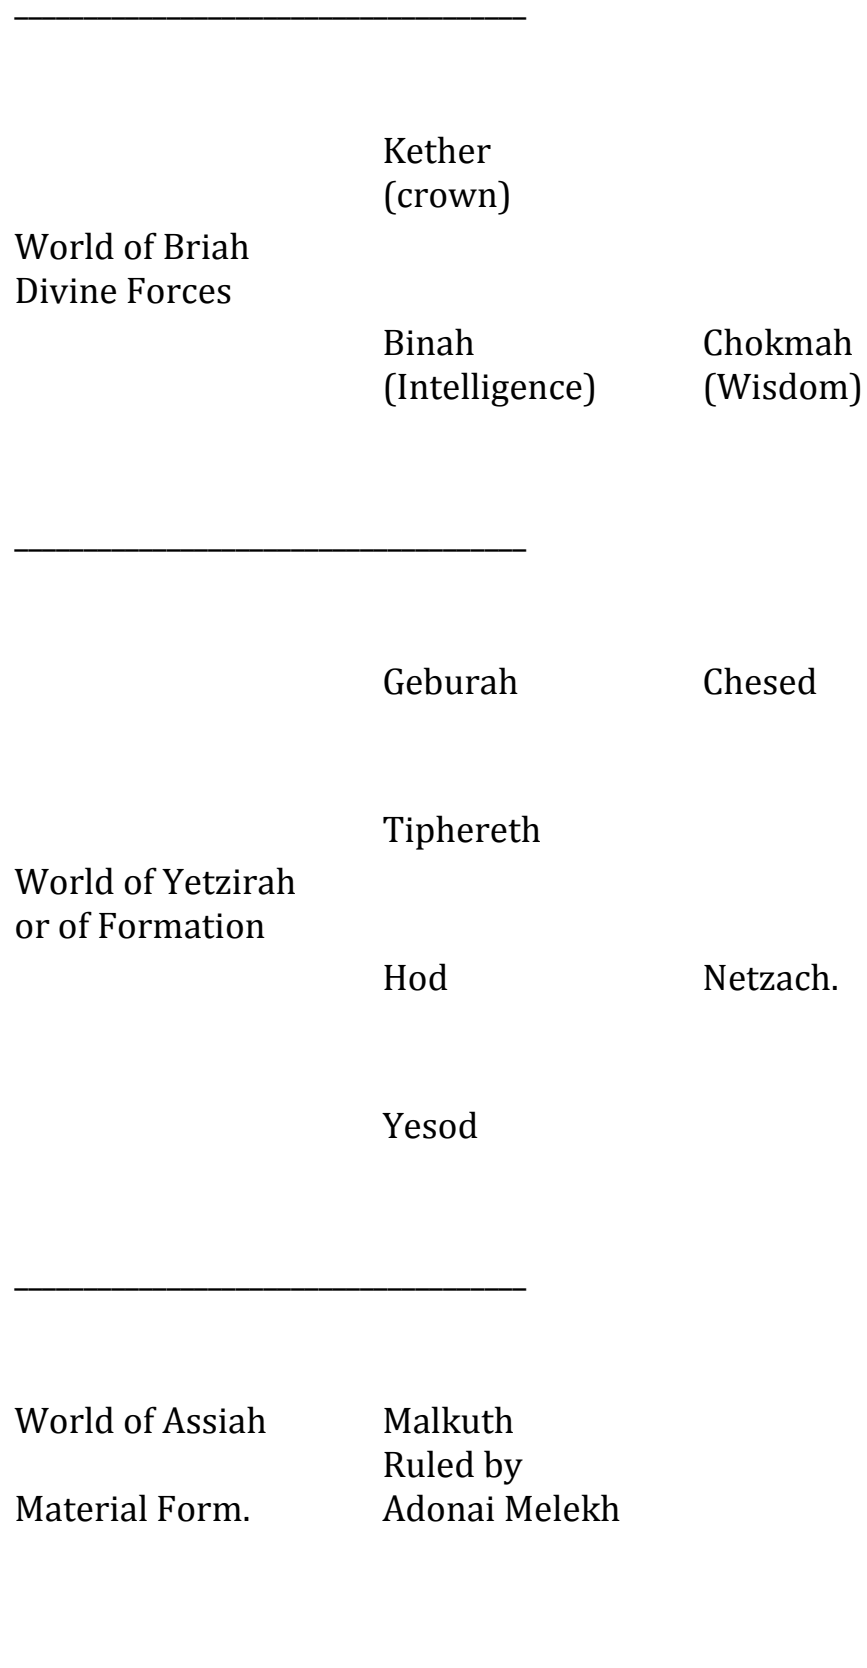 Kether
(crown)
World of Briah
Divine Forces
Binah Chokmah
(Intelligence) (Wisdom)
Geburah Chesed
Tiphereth
World of Yetzirah
or of Formation
Hod Netzach.
Yesod
World of Assiah Malkuth
Ruled by
Material Form. Adonai Melekh